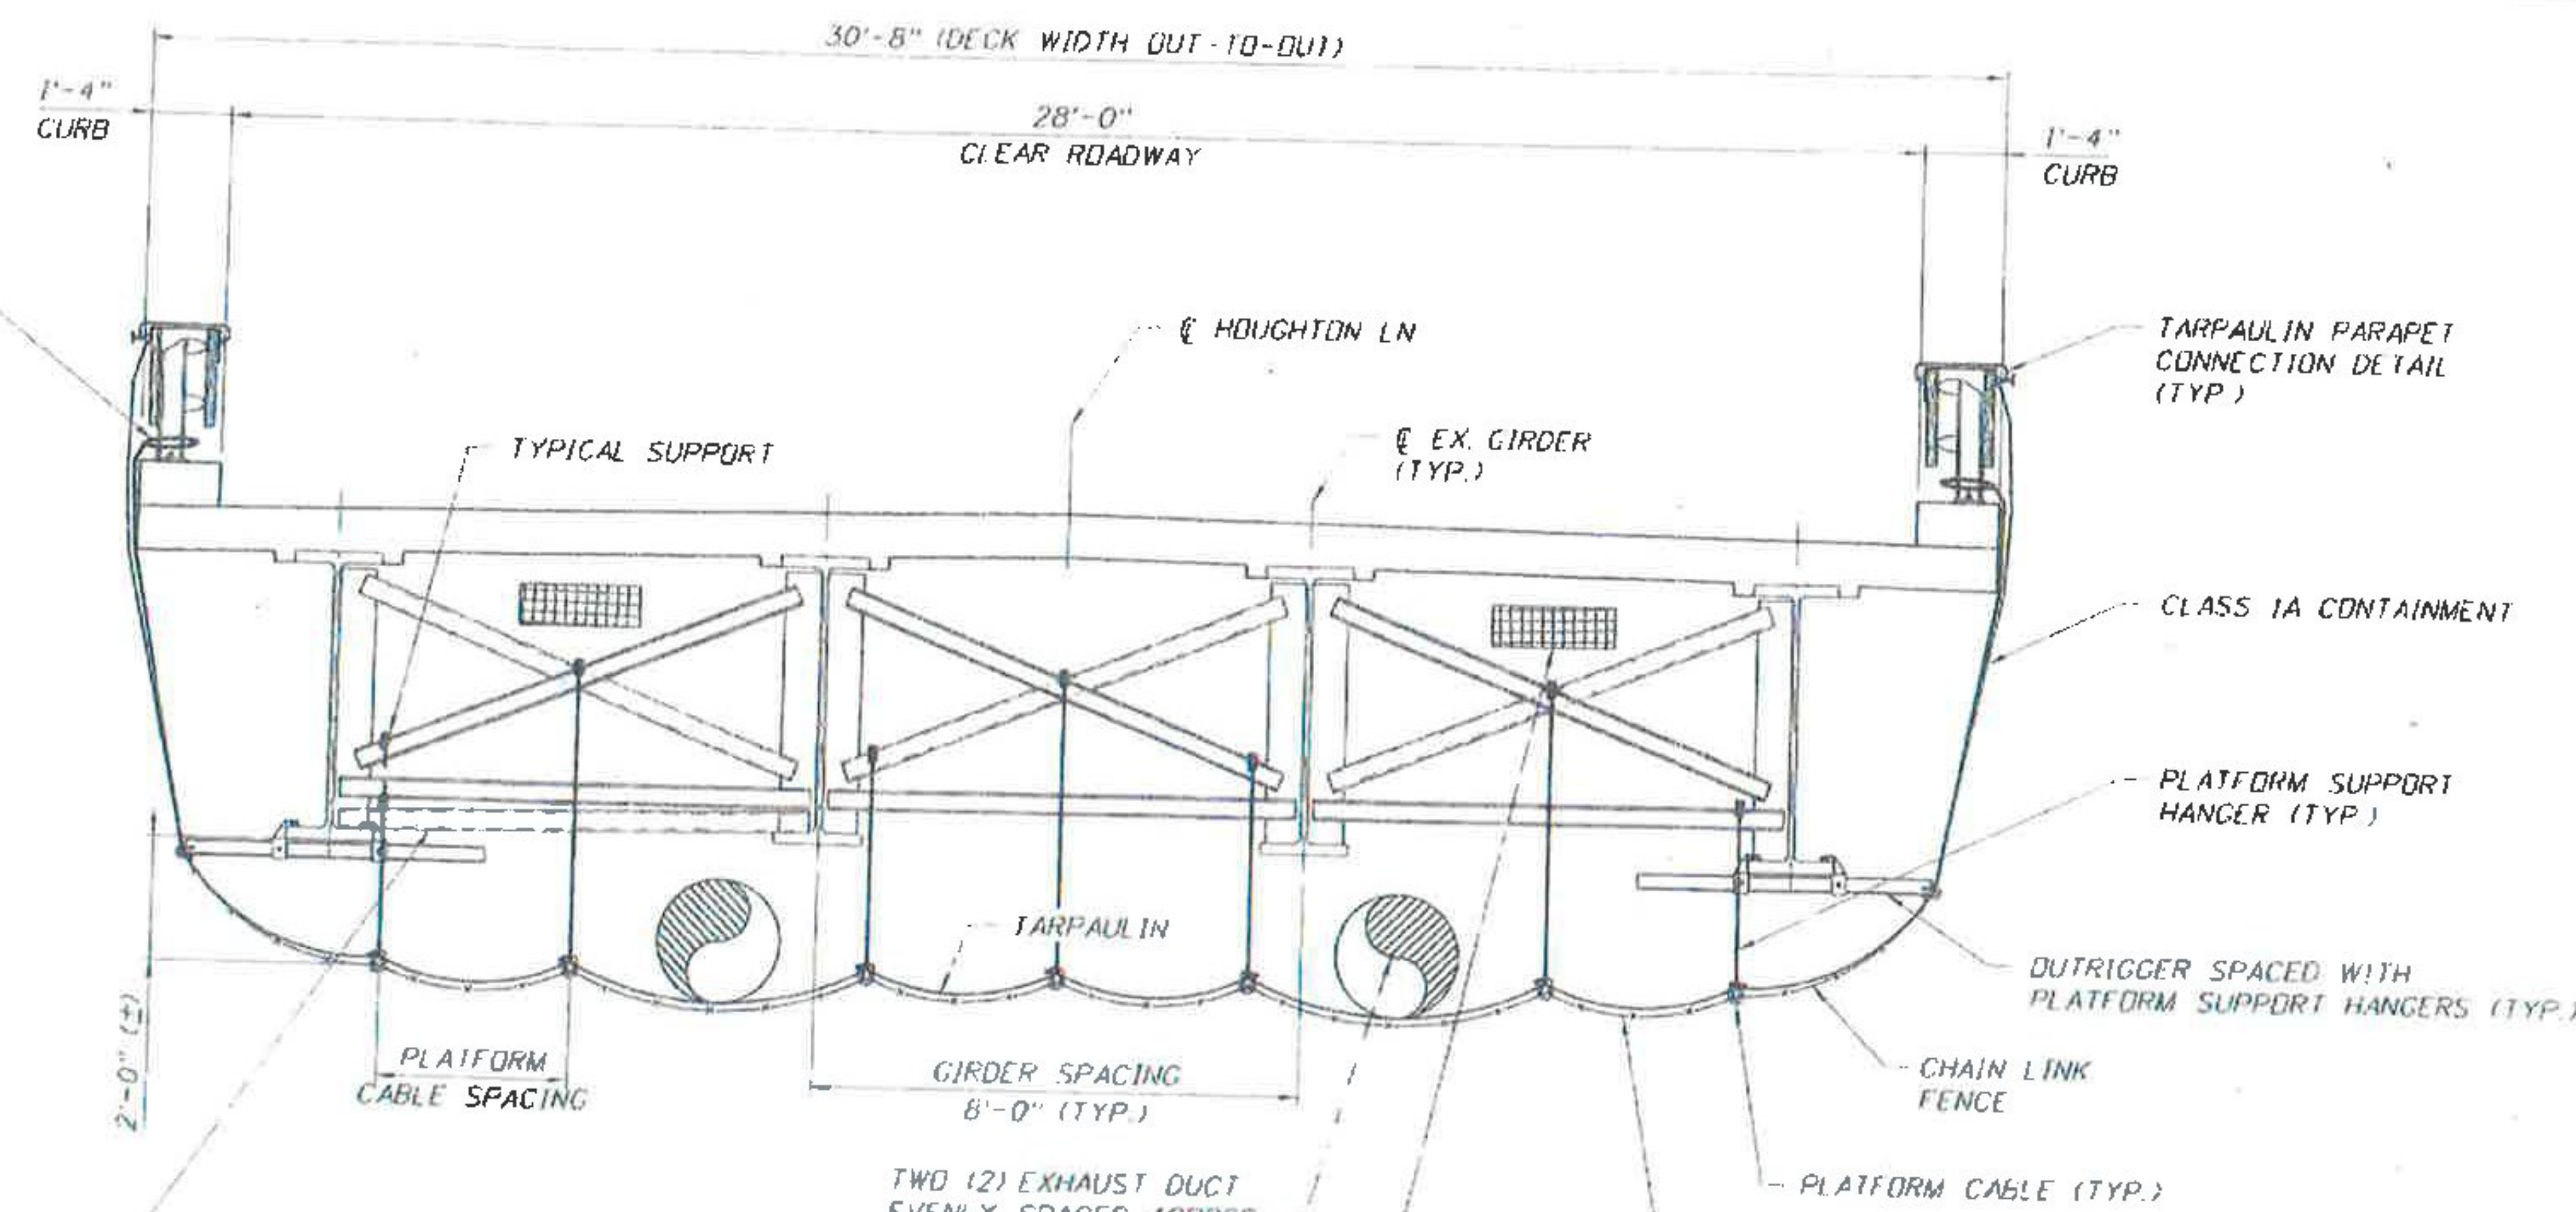 30'-8" (DECK WIDTH OUT-TO-OUT)
1'-4"
CURB
28'-0"
CLEAR ROADWAY
1'-4"
CURB
℄ HOUGHTON LN
TARPAULIN PARAPET
CONNECTION DETAIL
(TYP.)
TYPICAL SUPPORT
℄ EX. GIRDER
(TYP.)
CLASS 1A CONTAINMENT
PLATFORM SUPPORT
HANGER (TYP.)
TARPAULIN
OUTRIGGER SPACED WITH
PLATFORM SUPPORT HANGERS (TYP.)
2'-0" (±)
PLATFORM
CABLE SPACING
GIRDER SPACING
8'-0" (TYP.)
CHAIN LINK
FENCE
TWO (2) EXHAUST DUCT
EVENLY SPACED ACROSS
PLATFORM CABLE (TYP.)